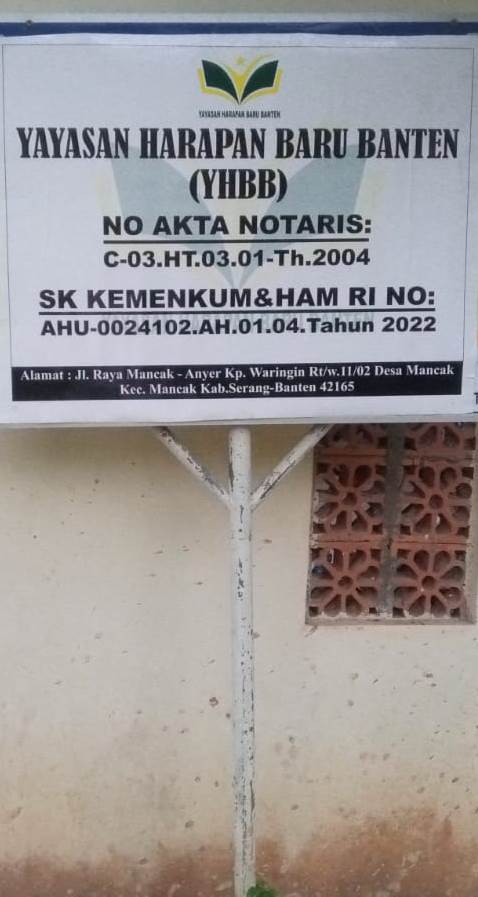 YAYASAN HARAPAN BARU BANTEN
YAYASAN HARAPAN BARU BANTEN
(YHBB)
NO AKTA NOTARIS:
C-03.HT.03.01-Th.2004
SK KEMENKUM&HAM RI NO:
AHU-0024102.AH.01.04.Tahun 2022
Alamat : Jl. Raya Mancak - Anyer Kp. Waringin Rt/w.11/02 Desa Mancak
Kec. Mancak Kab.Serang-Banten 42165